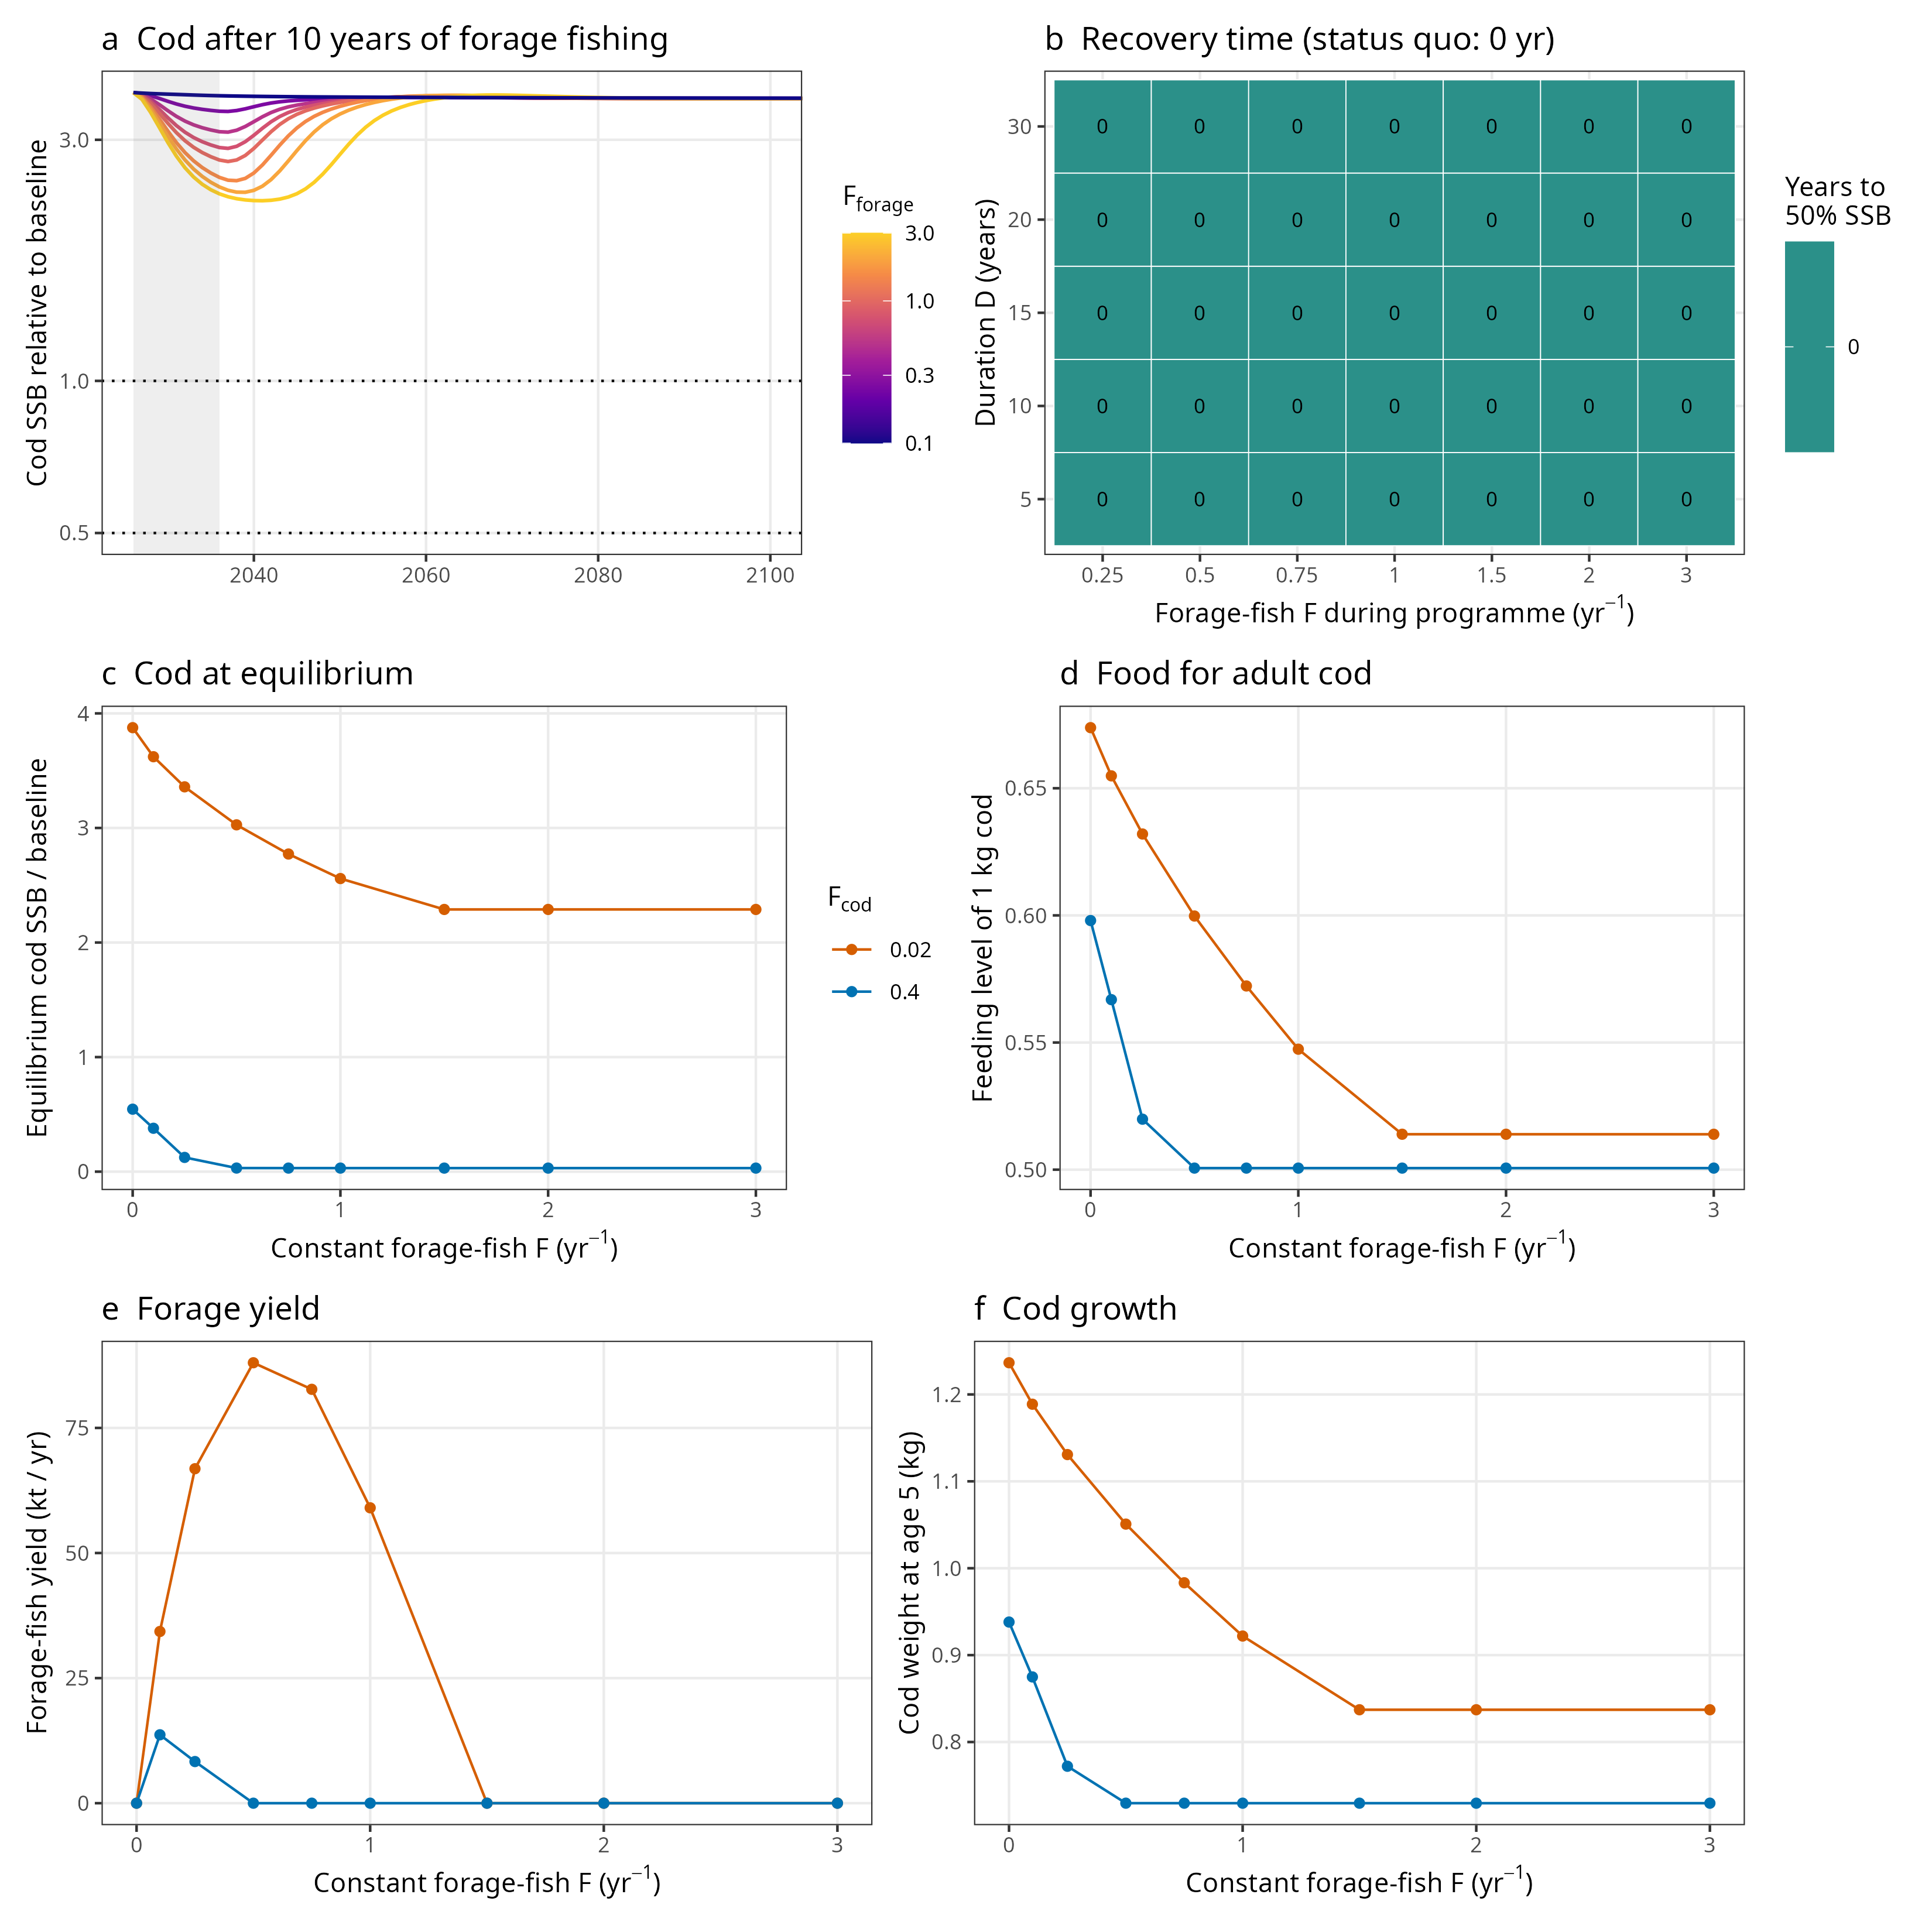 a Cod after 10 years of forage fishing
Cod SSB relative to baseline
3.0
1.0
0.5
2040 2060 2080 2100
F_forage
3.0
1.0
0.3
0.1
b Recovery time (status quo: 0 yr)
Duration D (years)
30 0 0 0 0 0 0 0
20 0 0 0 0 0 0 0
15 0 0 0 0 0 0 0
10 0 0 0 0 0 0 0
5 0 0 0 0 0 0 0
0.25 0.5 0.75 1 1.5 2 3
Forage-fish F during programme (yr⁻¹)
Years to
50% SSB
0
c Cod at equilibrium
Equilibrium cod SSB / baseline
4
3
2
1
0
0 1 2 3
Constant forage-fish F (yr⁻¹)
F_cod
0.02
0.4
d Food for adult cod
Feeding level of 1 kg cod
0.65
0.60
0.55
0.50
0 1 2 3
Constant forage-fish F (yr⁻¹)
e Forage yield
Forage-fish yield (kt / yr)
75
50
25
0
0 1 2 3
Constant forage-fish F (yr⁻¹)
f Cod growth
Cod weight at age 5 (kg)
1.2
1.1
1.0
0.9
0.8
0 1 2 3
Constant forage-fish F (yr⁻¹)